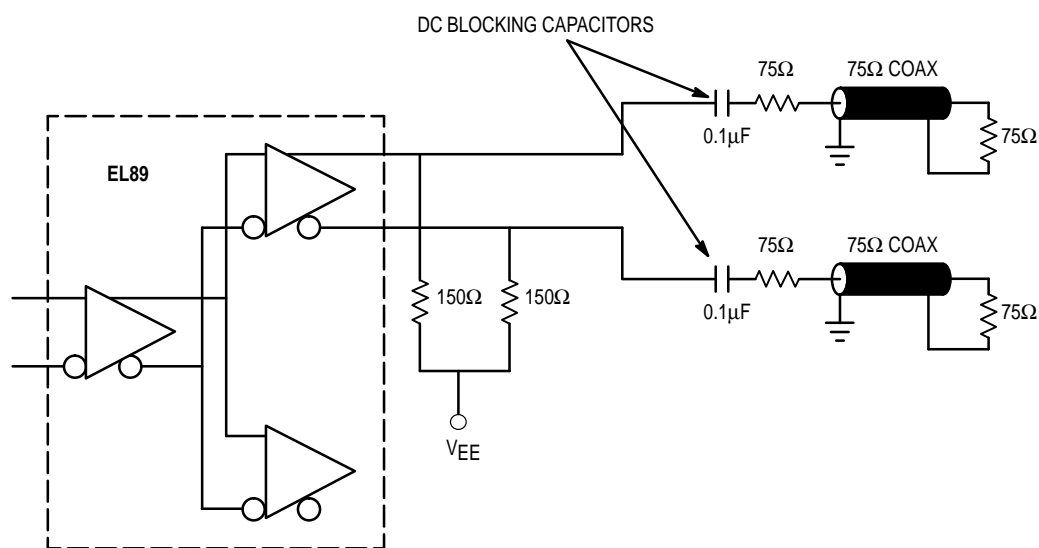 DC BLOCKING CAPACITORS
75Ω
75Ω COAX
0.1µF
75Ω
EL89
75Ω
75Ω COAX
0.1µF
75Ω
150Ω
150Ω
VEE